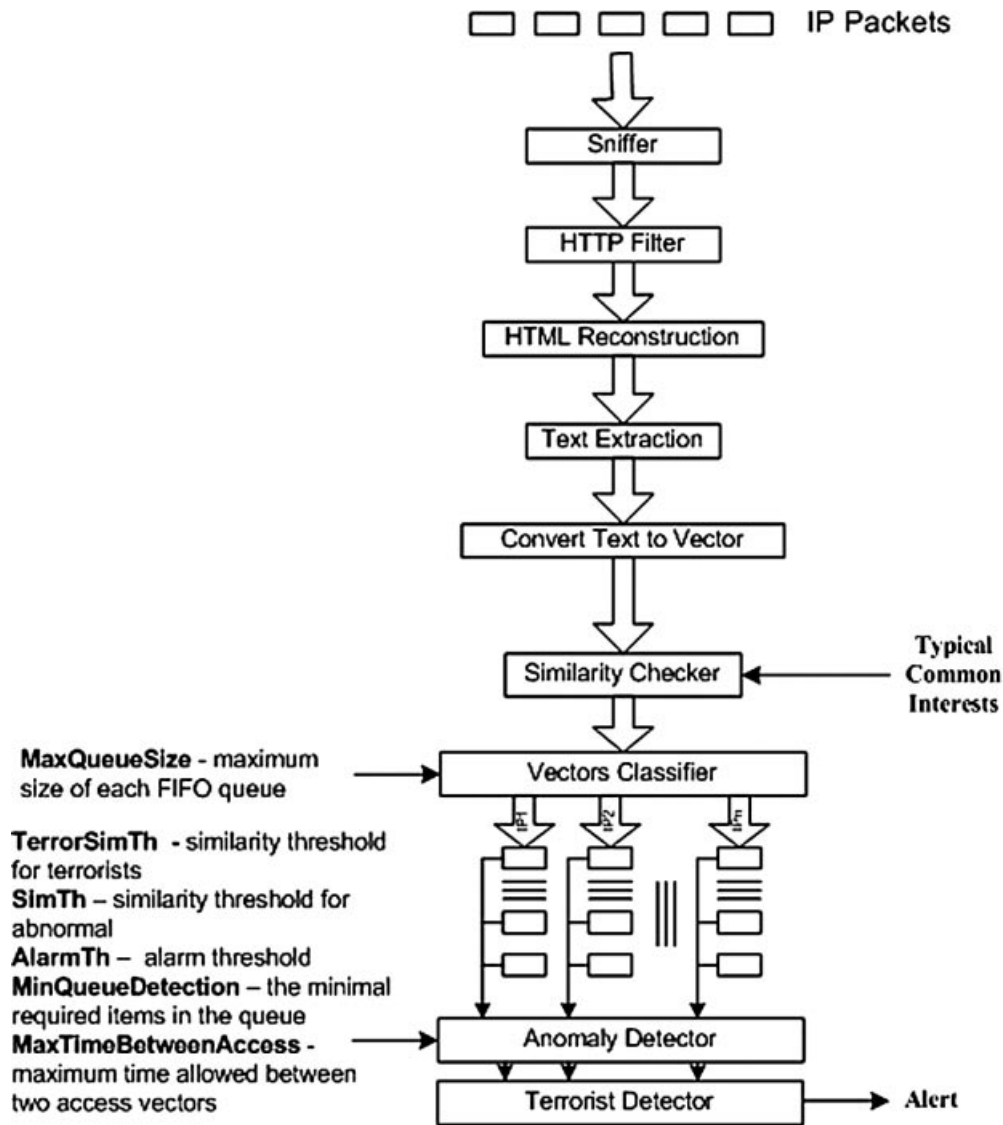 IP Packets
Sniffer
HTTP Filter
HTML Reconstruction
Text Extraction
Convert Text to Vector
Similarity Checker
Typical
Common
Interests
MaxQueueSize - maximum
size of each FIFO queue
Vectors Classifier
IP1
IP2
IPn
TerrorSimTh - similarity threshold
for terrorists
SimTh – similarity threshold for
abnormal
AlarmTh – alarm threshold
MinQueueDetection – the minimal
required items in the queue
MaxTimeBetweenAccess -
maximum time allowed between
two access vectors
Anomaly Detector
Terrorist Detector
Alert